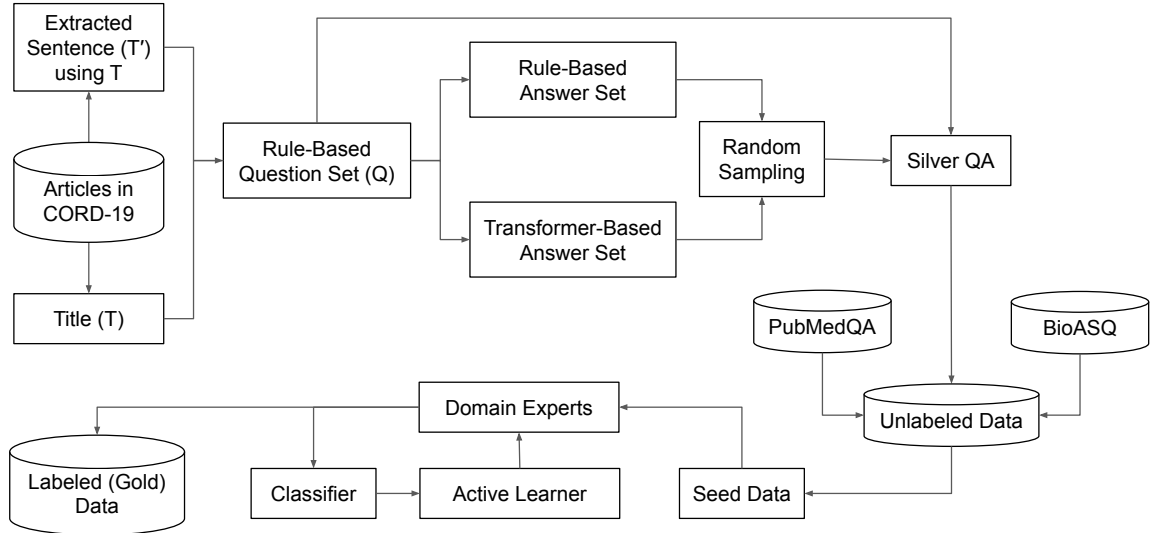 Extracted
Sentence (T′)
using T
Articles in
CORD-19
Title (T)
Rule-Based
Question Set (Q)
Rule-Based
Answer Set
Transformer-Based
Answer Set
Random
Sampling
Silver QA
PubMedQA
BioASQ
Unlabeled Data
Domain Experts
Labeled (Gold)
Data
Classifier
Active Learner
Seed Data